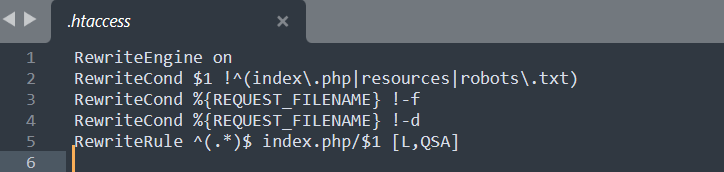 .htaccess
1 RewriteEngine on
2 RewriteCond $1 !^(index\.php|resources|robots\.txt)
3 RewriteCond %{REQUEST_FILENAME} !-f
4 RewriteCond %{REQUEST_FILENAME} !-d
5 RewriteRule ^(.*)$ index.php/$1 [L,QSA]
6